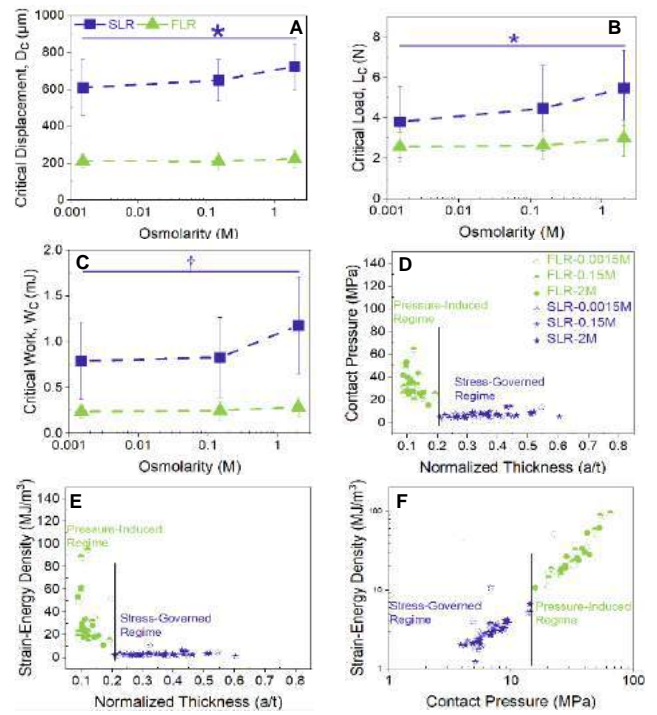 A
SLR FLR
*
Critical Displacement, D_C (µm)
1000
800
600
400
200
0
0.001 0.1 1
Osmolarity (M)
B
*
Critical Load, L_C (N)
8
6
4
2
0
0.001 0.1 1
Osmolarity (M)
C
Critical Work, W_C (mJ)
2.0
1.5
1.0
0.5
0.0
0.001 0.1 1
Osmolarity (M)
D
FLR-0.0015M
FLR-0.15M
FLR-2M
SLR-0.0015M
SLR-0.15M
SLR-2M
Pressure-Induced
Regime
Stress-Governed
Regime
Contact Pressure (MPa)
140
120
100
80
60
40
20
0
0.1 0.2 0.3 0.4 0.5 0.6 0.7 0.8
Normalized Thickness (a/t)
E
Pressure-Induced
Regime
Stress-Governed
Regime
Strain-Energy Density (MJ/m³)
140
120
100
80
60
40
20
0
0 0.1 0.2 0.3 0.4 0.5 0.6 0.7 0.8
Normalized Thickness (a/t)
F
Stress-Governed
Regime
Pressure-Induced
Regime
Strain-Energy Density (MJ/m³)
100
10
1
1 10 100
Contact Pressure (MPa)